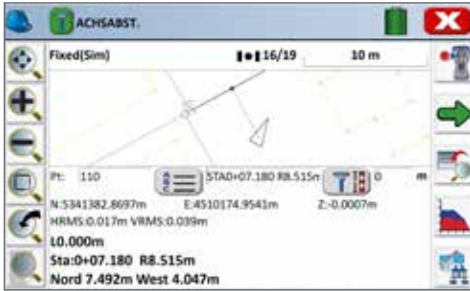 ACHSABST.
Fixed(Sim) 16/19 10 m
Pt: 110 STA0+07.180 R8.515m 0 m
N:5341382.8697m E:4510174.9541m Z:-0.0007m
HRMS:0.017m VRMS:0.039m
L0.000m
Sta:0+07.180 R8.515m
Nord 7.492m West 4.047m